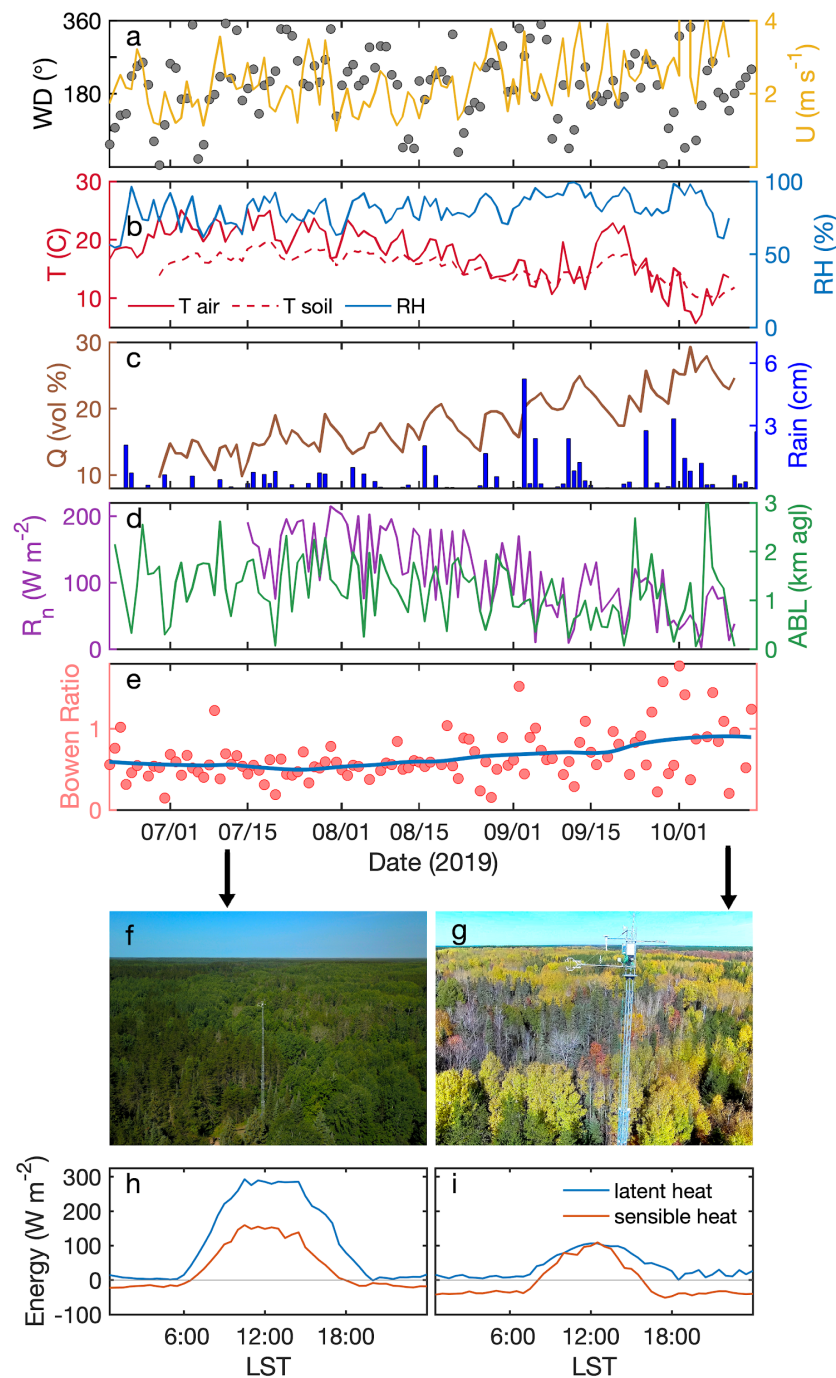 a
360
180
WD (°)
4
2
U (m s⁻¹)
b
30
20
10
T (C)
100
50
0
RH (%)
T air
T soil
RH
c
30
20
10
Q (vol %)
6
3
Rain (cm)
d
200
100
0
Rₙ (W m⁻²)
3
2
1
0
ABL (km agl)
e
1
0
Bowen Ratio
07/01 07/15 08/01 08/15 09/01 09/15 10/01
Date (2019)
f
g
h
300
200
100
0
-100
Energy (W m⁻²)
6:00 12:00 18:00
LST
i
latent heat
sensible heat
6:00 12:00 18:00
LST